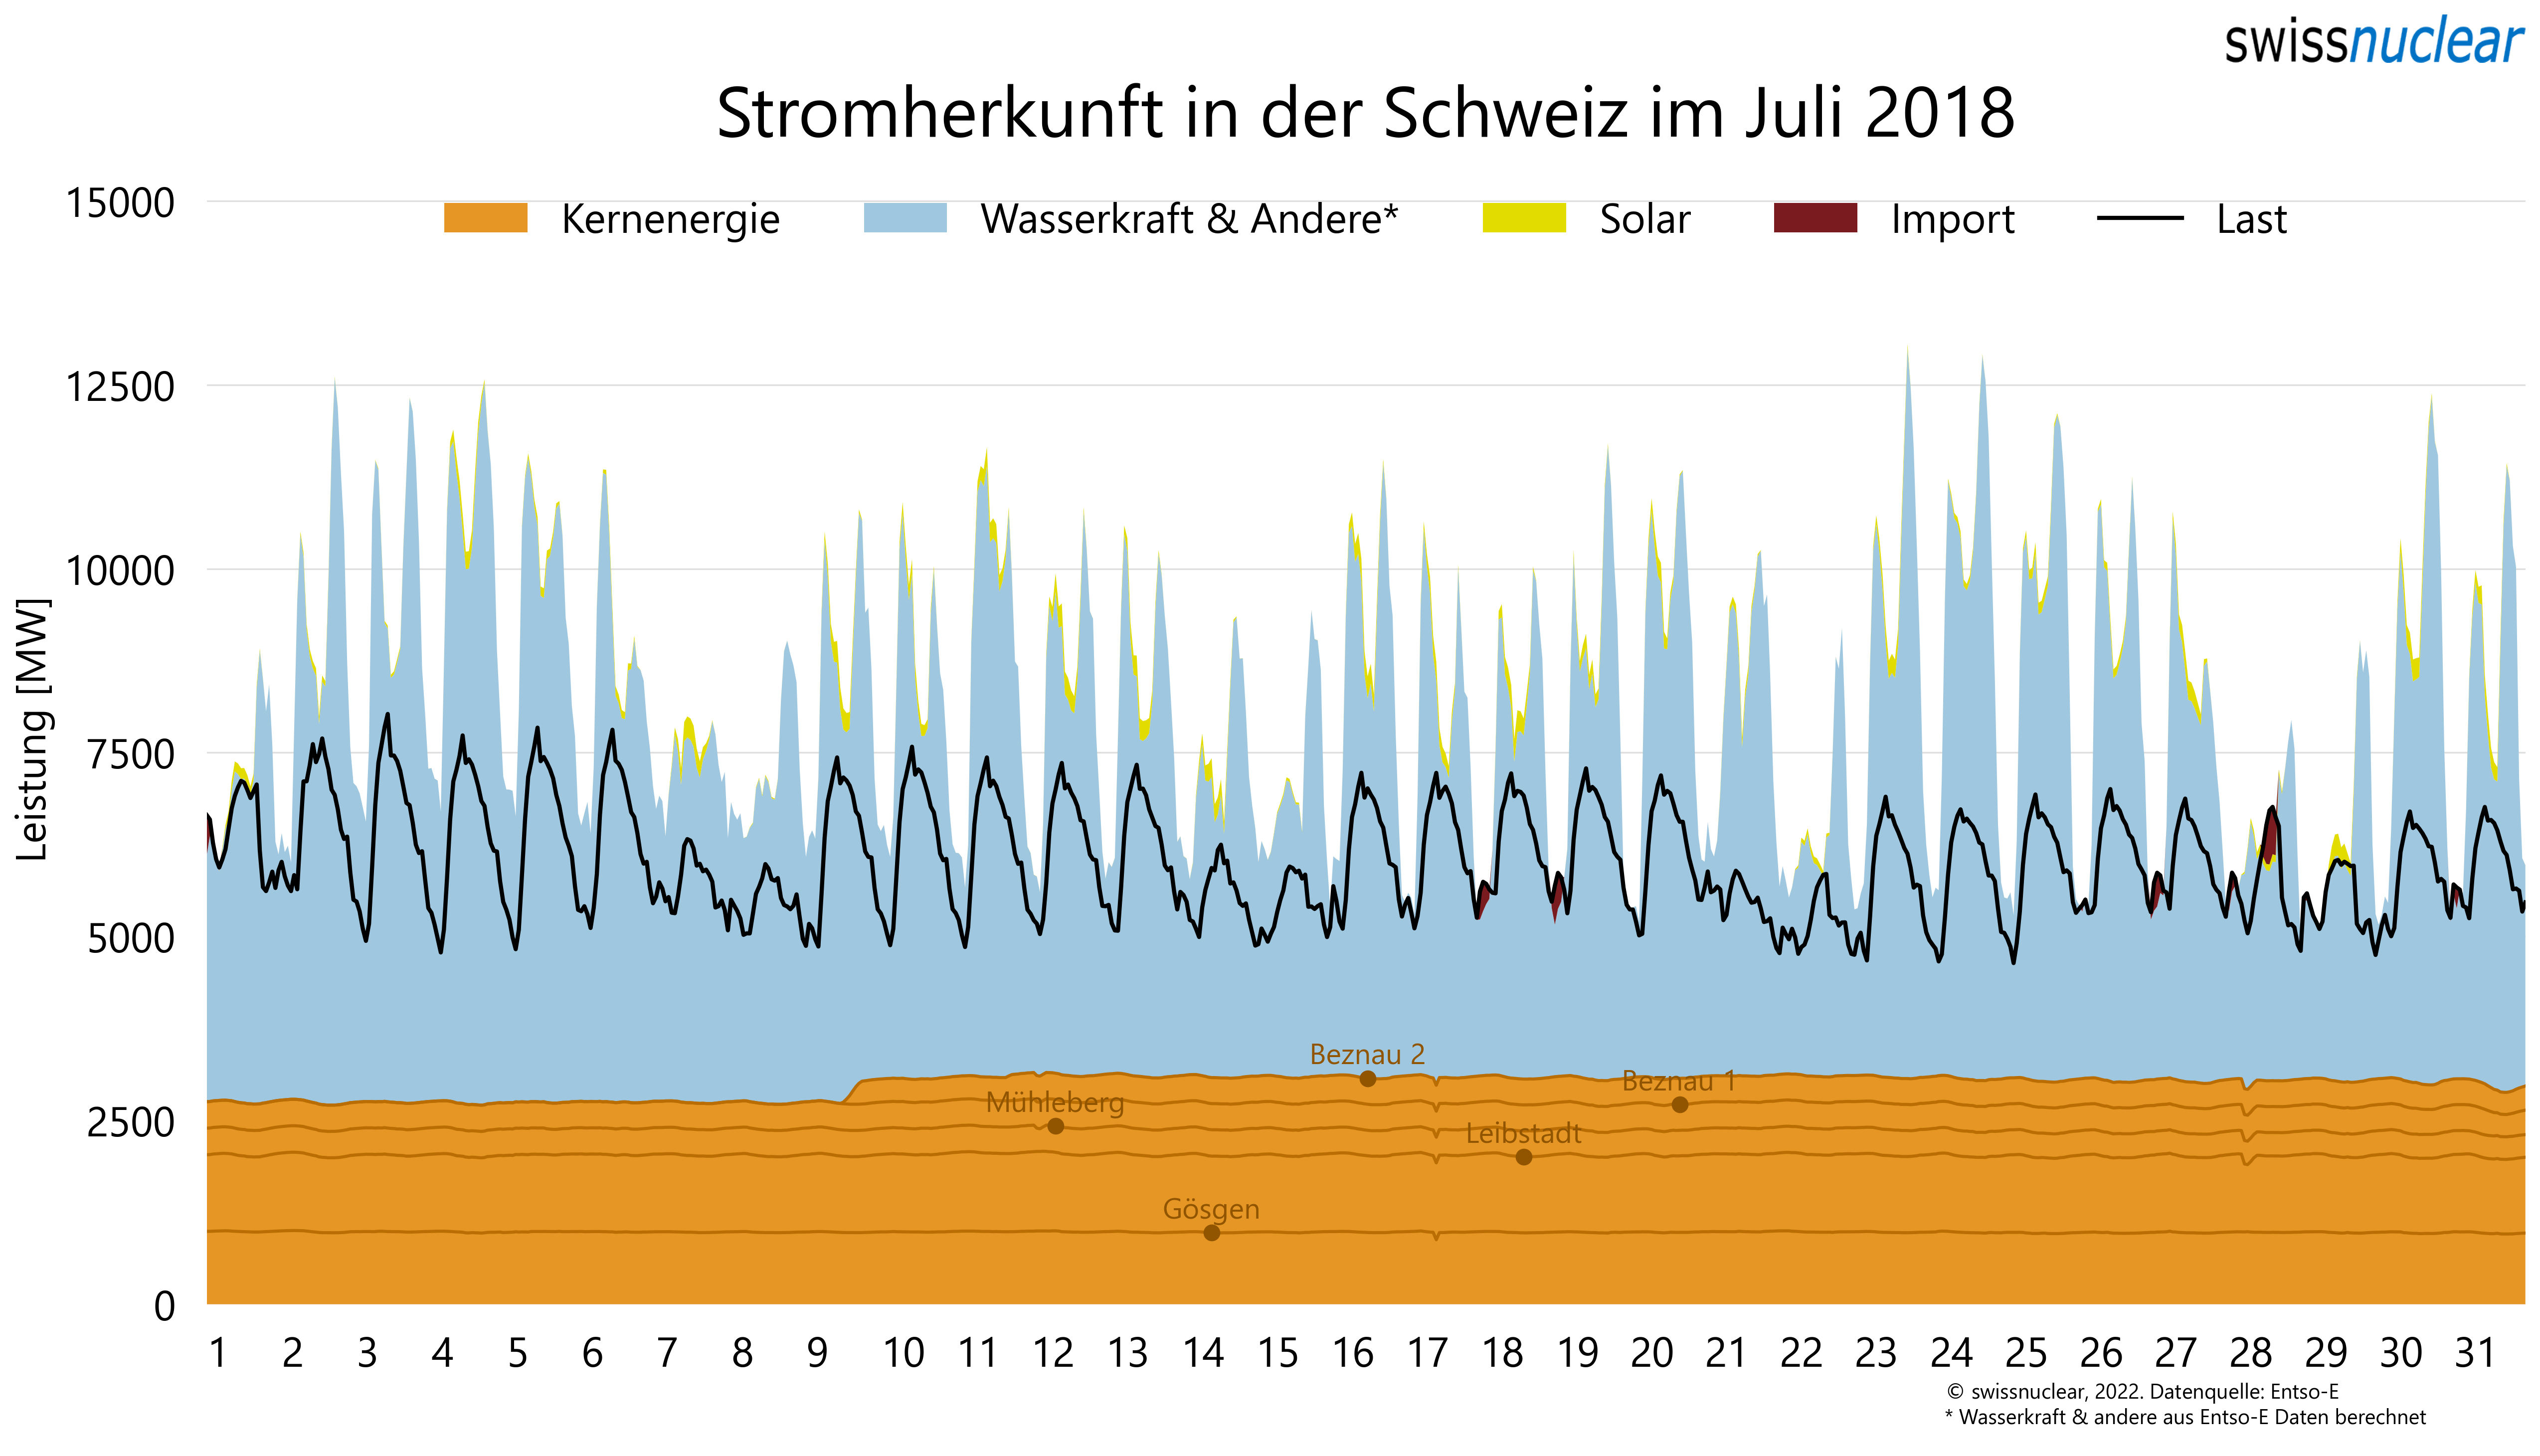 swissnuclear
Stromherkunft in der Schweiz im Juli 2018
15000
Kernenergie Wasserkraft & Andere* Solar Import Last
12500
10000
7500
5000
2500
0
Leistung [MW]
Beznau 2
Beznau 1
Mühleberg
Leibstadt
Gösgen
1 2 3 4 5 6 7 8 9 10 11 12 13 14 15 16 17 18 19 20 21 22 23 24 25 26 27 28 29 30 31
© swissnuclear, 2022. Datenquelle: Entso-E
* Wasserkraft & andere aus Entso-E Daten berechnet